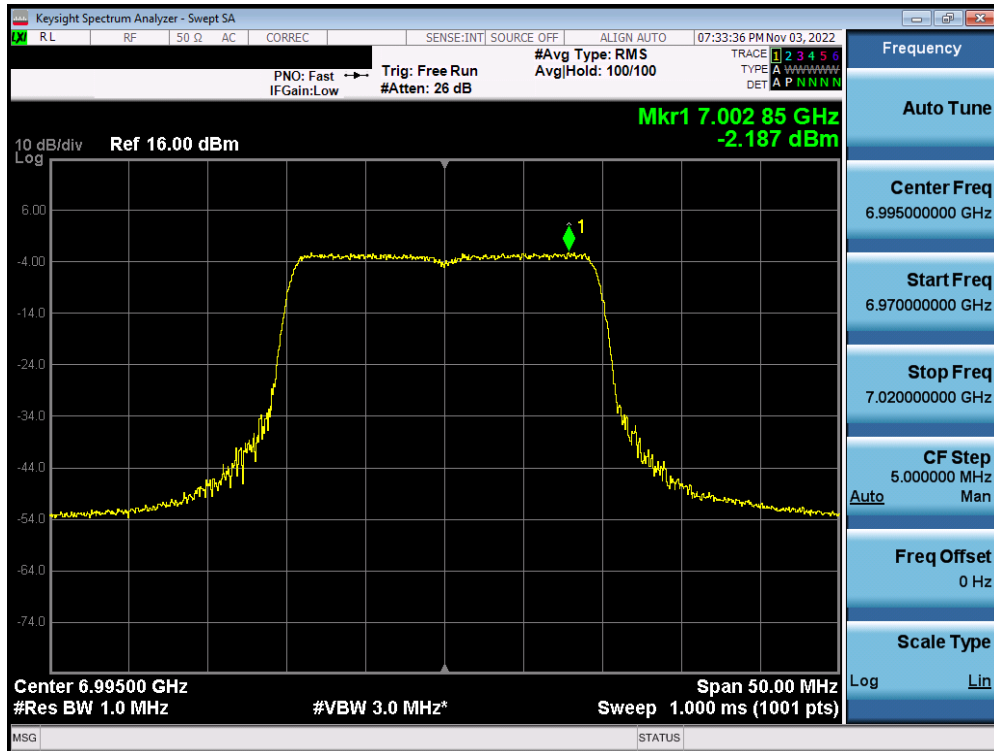 Keysight Spectrum Analyzer - Swept SA
LXI RL RF 50 Ω AC CORREC SENSE:INT SOURCE OFF ALIGN AUTO 07:33:36 PM Nov 03, 2022
PNO: Fast
IFGain:Low
Trig: Free Run
#Atten: 26 dB
#Avg Type: RMS
Avg|Hold: 100/100
TRACE 1 2 3 4 5 6
TYPE A WWWWW
DET A P N N N N
Mkr1 7.002 85 GHz
-2.187 dBm
10 dB/div Ref 16.00 dBm
Log
6.00
-4.00
-14.0
-24.0
-34.0
-44.0
-54.0
-64.0
-74.0
1
Center 6.99500 GHz Span 50.00 MHz
#Res BW 1.0 MHz #VBW 3.0 MHz* Sweep 1.000 ms (1001 pts)
MSG STATUS
Frequency
Auto Tune
Center Freq
6.995000000 GHz
Start Freq
6.970000000 GHz
Stop Freq
7.020000000 GHz
CF Step
5.000000 MHz
Auto Man
Freq Offset
0 Hz
Scale Type
Log Lin